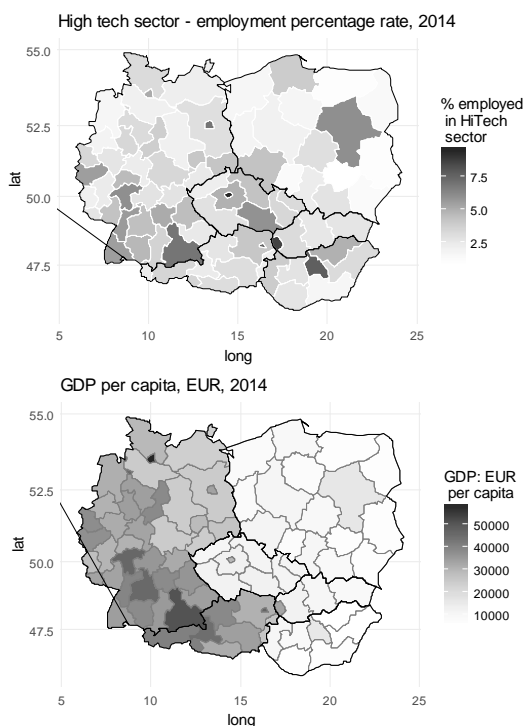 High tech sector - employment percentage rate, 2014
55.0
52.5
50.0
47.5
lat
5
10
15
20
25
long
% employed
in HiTech
sector
7.5
5.0
2.5
GDP per capita, EUR, 2014
55.0
52.5
50.0
47.5
lat
5
10
15
20
25
long
GDP: EUR
per capita
50000
40000
30000
20000
10000